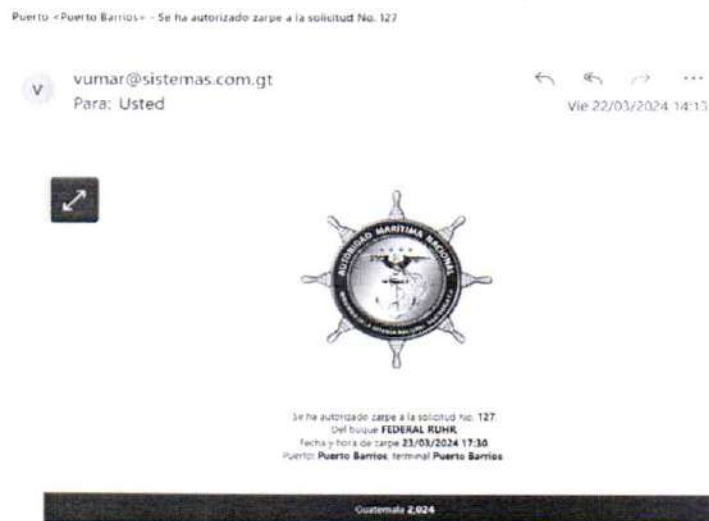 Puerto <Puerto Barrios> - Se ha autorizado zarpe a la solicitud No. 127
V
vumar@sistemas.com.gt
Para: Usted
Vie 22/03/2024 14:13
AUTORIDAD MARÍTIMA NACIONAL
Se ha autorizado zarpe a la solicitud No. 127
Del buque FEDERAL RUHR
Fecha y hora de zarpe 23/03/2024 17:30
Puerto: Puerto Barrios, terminal Puerto Barrios
Guatemala 2,024